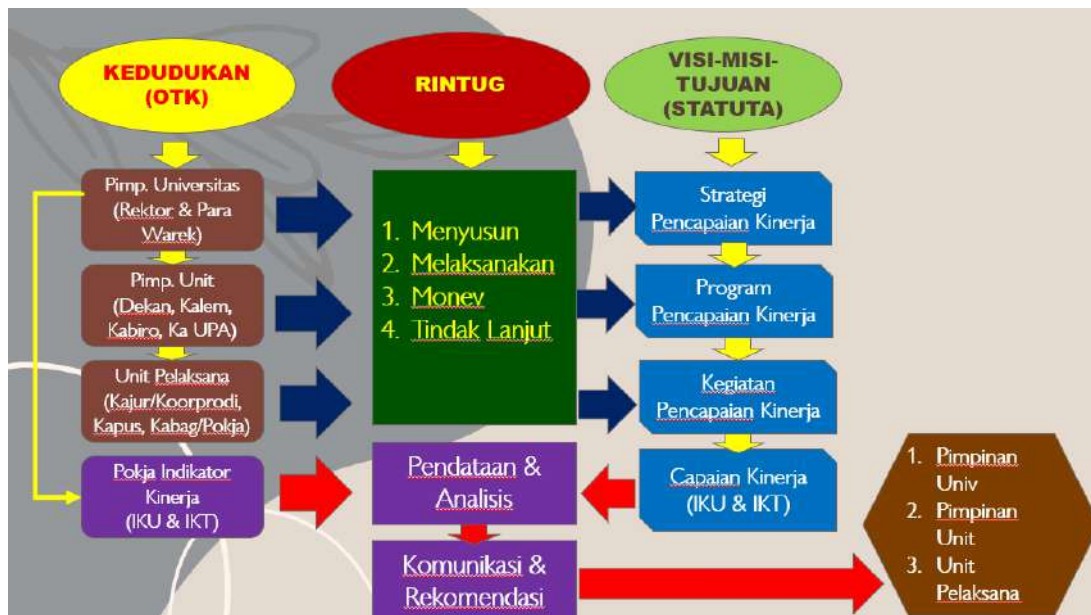 KEDUDUKAN
(OTK)
RINTUG
VISI-MISI-
TUJUAN
(STATUTA)
Pimp. Universitas
(Rektor & Para
Warek)
Pimp. Unit
(Dekan, Kalem,
Kabiro, Ka UPA)
Unit Pelaksana
(Kajur/Koorprodi,
Kapus, Kabag/Pokja)
Pokja Indikator
Kinerja
(IKU & IKT)
1. Menyusun
2. Melaksanakan
3. Monev
4. Tindak Lanjut
Pendataan &
Analisis
Komunikasi &
Rekomendasi
Strategi
Pencapaian Kinerja
Program
Pencapaian Kinerja
Kegiatan
Pencapaian Kinerja
Capaian Kinerja
(IKU & IKT)
1. Pimpinan
Univ
2. Pimpinan
Unit
3. Unit
Pelaksana